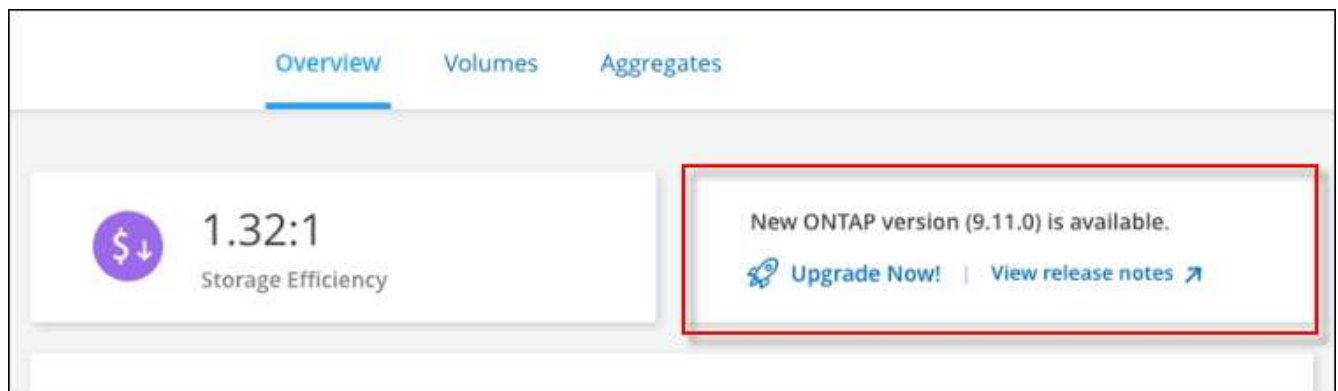 Overview Volumes Aggregates
1.32:1
Storage Efficiency
New ONTAP version (9.11.0) is available.
Upgrade Now! | View release notes